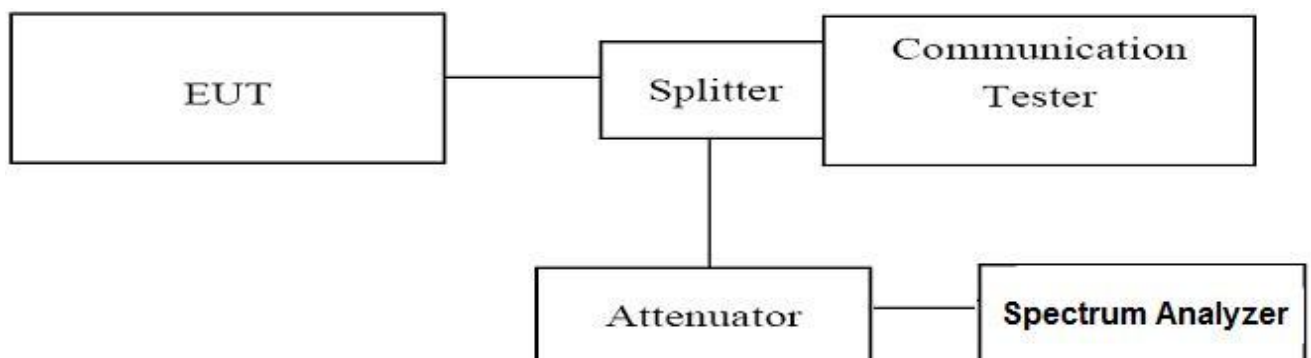 EUT
Splitter
Communication
Tester
Attenuator
Spectrum Analyzer